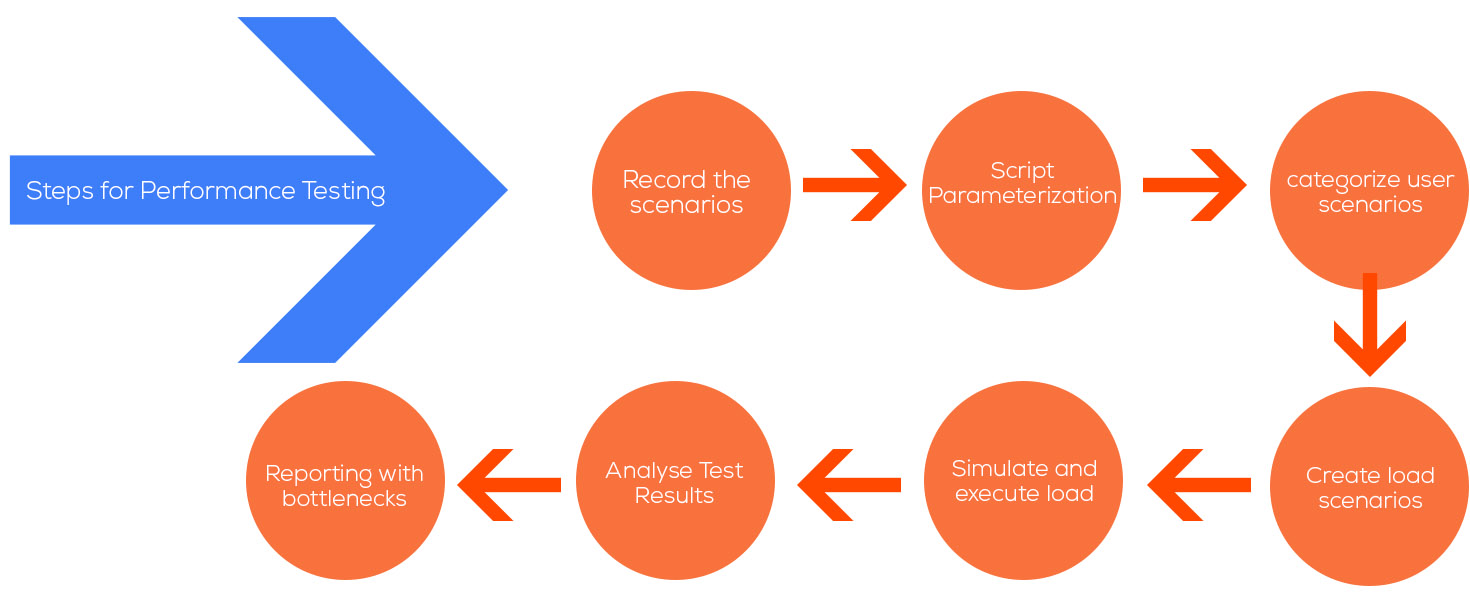 Steps for Performance Testing
Record the
scenarios
Script
Parameterization
categorize user
scenarios
Create load
scenarios
Simulate and
execute load
Analyse Test
Results
Reporting with
bottlenecks